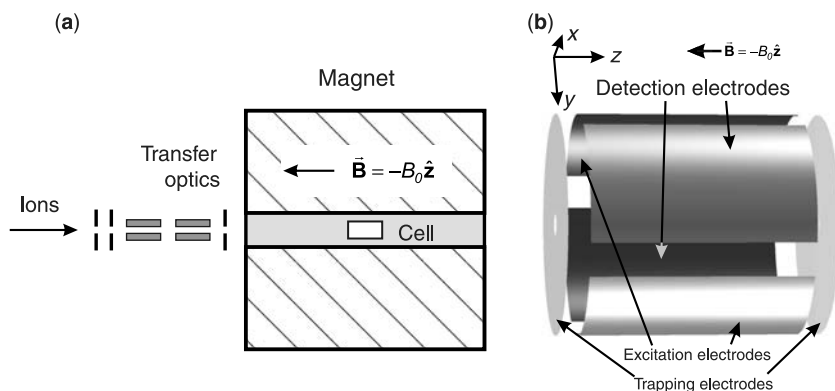 (a)
Magnet
Transfer
optics
B⃗ = –B₀ẑ
Ions
Cell
(b)
x
z
y
B⃗ = –B₀ẑ
Detection electrodes
Excitation electrodes
Trapping electrodes